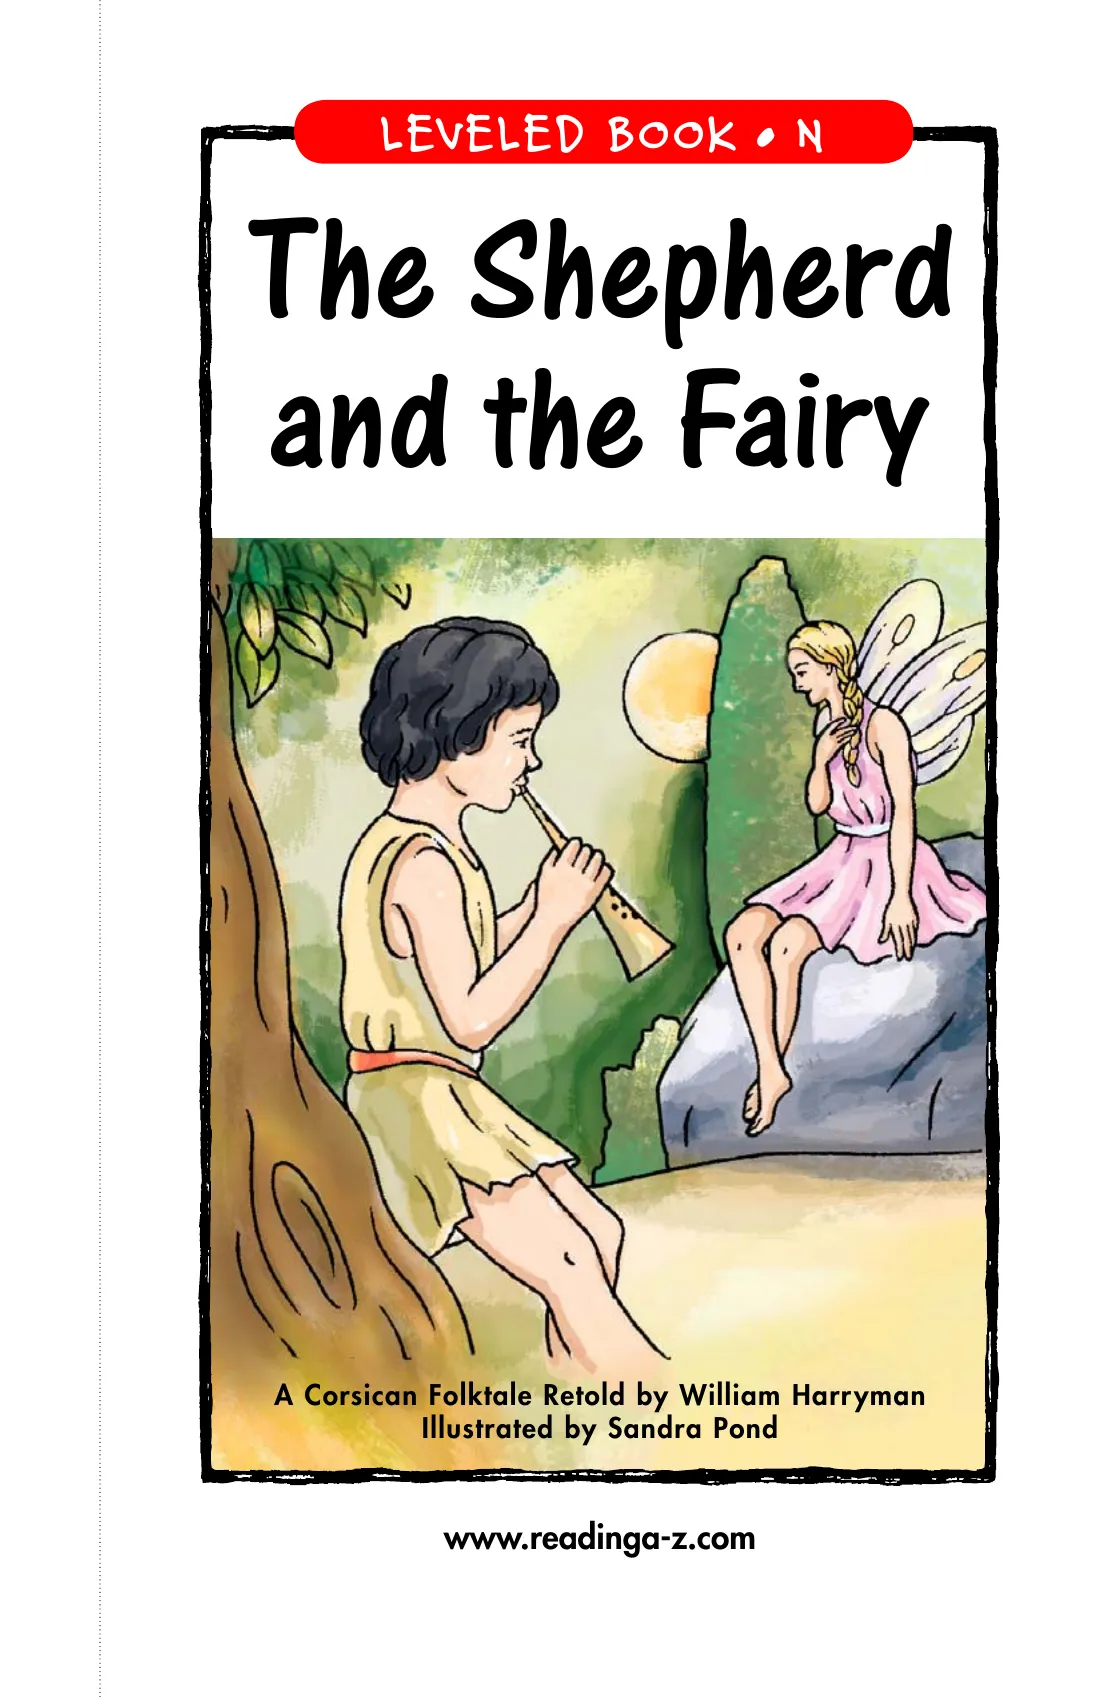 LEVELED BOOK • N
The Shepherd
and the Fairy
A Corsican Folktale Retold by William Harryman
Illustrated by Sandra Pond
www.readinga-z.com